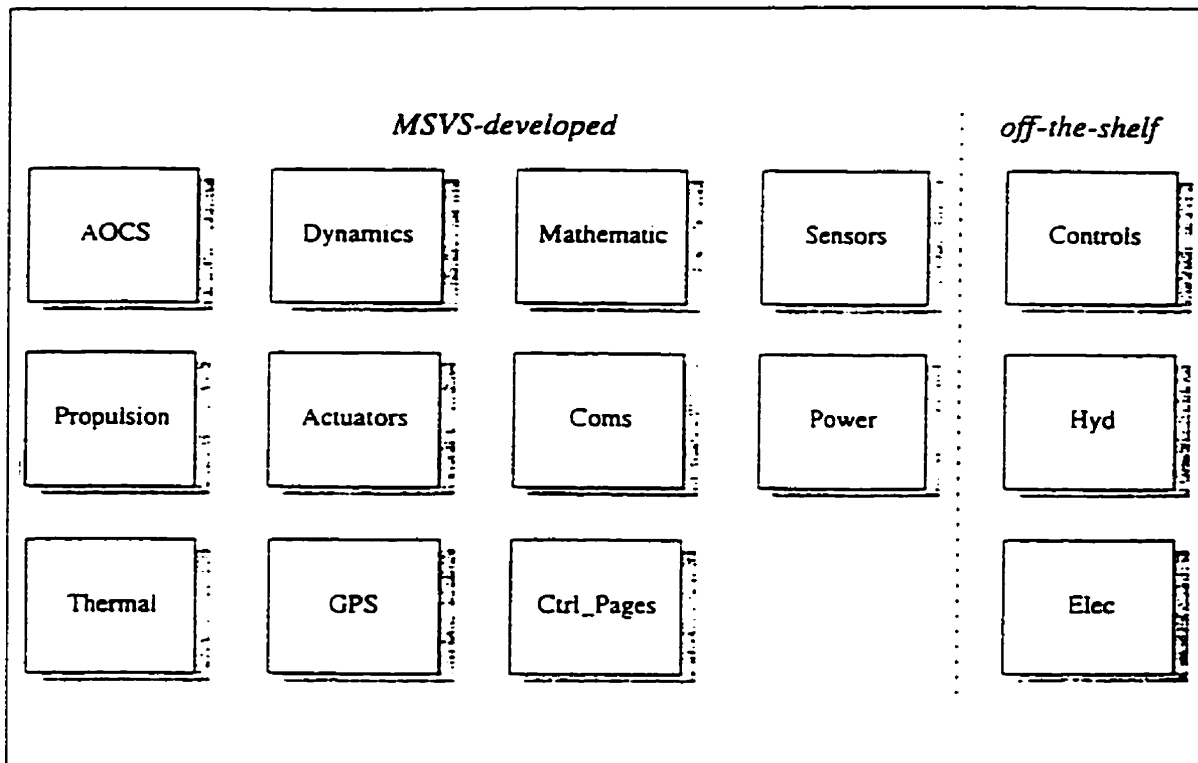 MSVS-developed off-the-shelf
AOCS Dynamics Mathematic Sensors Controls
Propulsion Actuators Coms Power Hyd
Thermal GPS Ctrl_Pages Elec